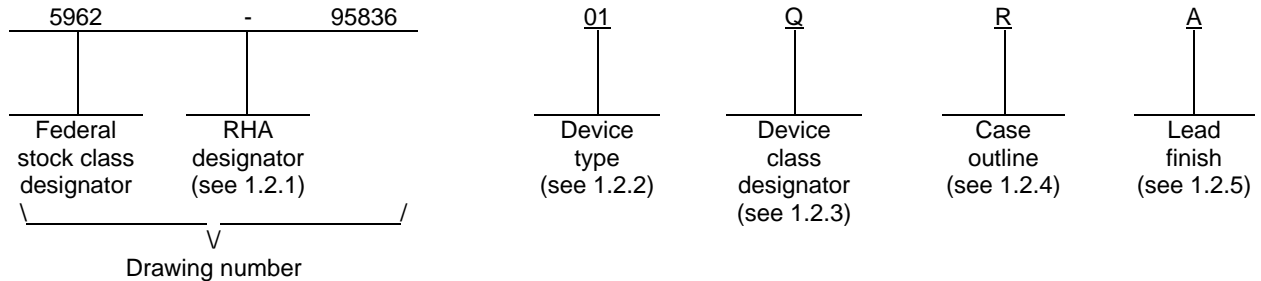 5962 - 95836 01 Q R A
Federal stock class designator
RHA designator (see 1.2.1)
Device type (see 1.2.2)
Device class designator (see 1.2.3)
Case outline (see 1.2.4)
Lead finish (see 1.2.5)
\ /
\/
Drawing number